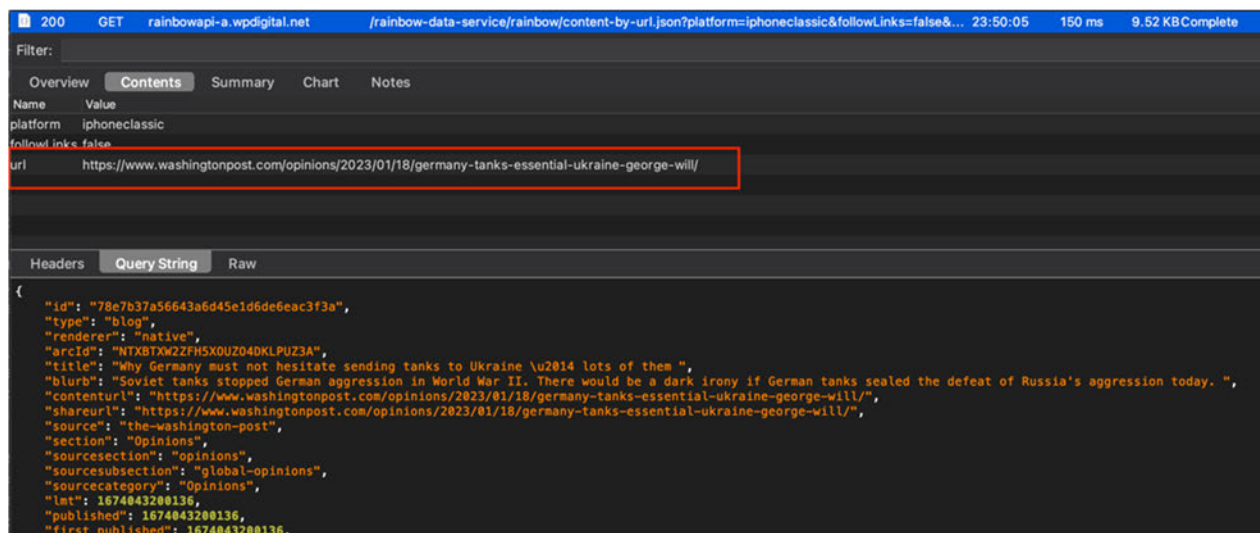 200 GET rainbowapi-a.wpdigital.net /rainbow-data-service/rainbow/content-by-url.json?platform=iphoneclassic&followLinks=false&... 23:50:05 150 ms 9.52 KB Complete
Filter:
Overview Contents Summary Chart Notes
Name Value
platform iphoneclassic
followLinks false
url https://www.washingtonpost.com/opinions/2023/01/18/germany-tanks-essential-ukraine-george-will/
Headers Query String Raw
{
"id": "78e7b37a56643a6d45e1d6de6eac3f3a",
"type": "blog",
"renderer": "native",
"arcId": "NTXBTXW2ZFH5XOUZO4DKLPUZ3A",
"title": "Why Germany must not hesitate sending tanks to Ukraine \u2014 lots of them ",
"blurb": "Soviet tanks stopped German aggression in World War II. There would be a dark irony if German tanks sealed the defeat of Russia's aggression today. ",
"contenturl": "https://www.washingtonpost.com/opinions/2023/01/18/germany-tanks-essential-ukraine-george-will/",
"shareurl": "https://www.washingtonpost.com/opinions/2023/01/18/germany-tanks-essential-ukraine-george-will/",
"source": "the-washington-post",
"section": "Opinions",
"sourcesection": "opinions",
"sourcesubsection": "global-opinions",
"sourcecategory": "Opinions",
"lmt": 1674043200136,
"published": 1674043200136,
"first_published": 1674043200136,